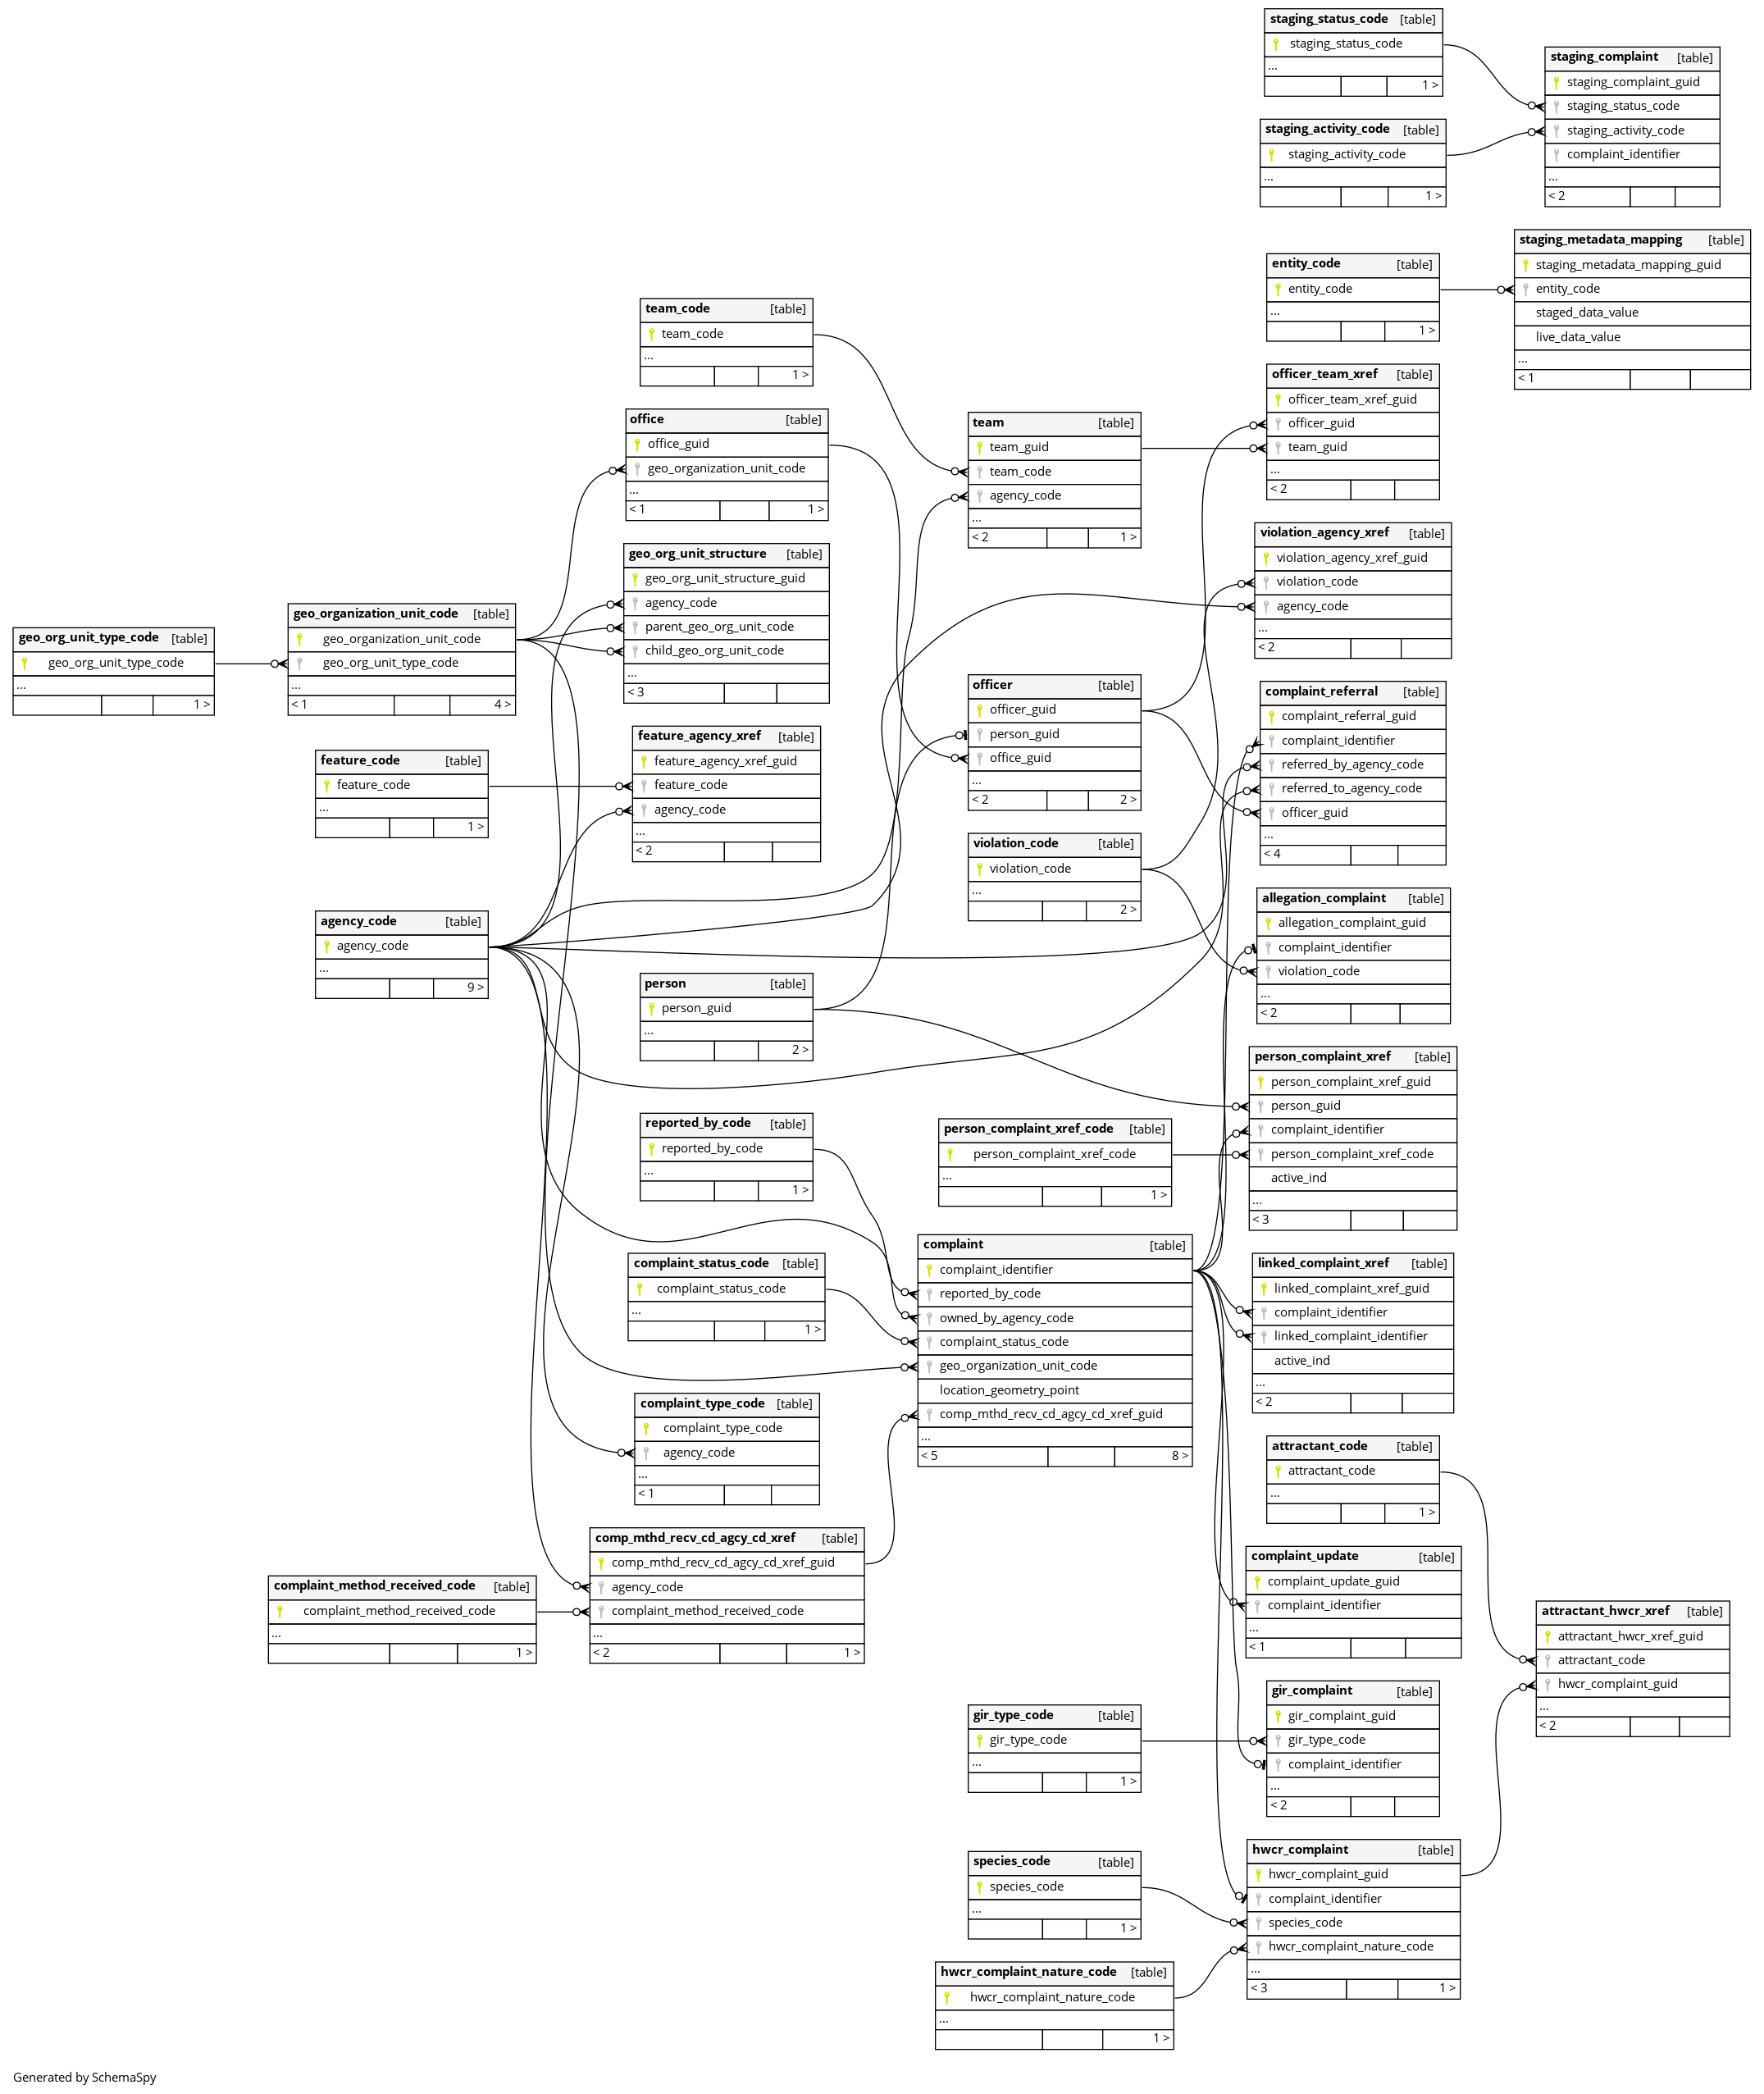 staging_status_code [table]
staging_status_code
...
1 >
staging_complaint [table]
staging_complaint_guid
staging_status_code
staging_activity_code
complaint_identifier
...
< 2
staging_activity_code [table]
staging_activity_code
...
1 >
staging_metadata_mapping [table]
staging_metadata_mapping_guid
entity_code
staged_data_value
live_data_value
...
< 1
entity_code [table]
entity_code
...
1 >
team_code [table]
team_code
...
1 >
officer_team_xref [table]
officer_team_xref_guid
officer_guid
team_guid
...
< 2
office [table]
office_guid
geo_organization_unit_code
...
< 1 1 >
team [table]
team_guid
team_code
agency_code
...
< 2 1 >
violation_agency_xref [table]
violation_agency_xref_guid
violation_code
agency_code
...
< 2
geo_org_unit_structure [table]
geo_org_unit_structure_guid
agency_code
parent_geo_org_unit_code
child_geo_org_unit_code
...
< 3
geo_organization_unit_code [table]
geo_organization_unit_code
geo_org_unit_type_code
...
< 1 4 >
geo_org_unit_type_code [table]
geo_org_unit_type_code
...
1 >
officer [table]
officer_guid
person_guid
office_guid
...
< 2 2 >
complaint_referral [table]
complaint_referral_guid
complaint_identifier
referred_by_agency_code
referred_to_agency_code
officer_guid
...
< 4
feature_agency_xref [table]
feature_agency_xref_guid
feature_code
agency_code
...
< 2
feature_code [table]
feature_code
...
1 >
violation_code [table]
violation_code
...
2 >
allegation_complaint [table]
allegation_complaint_guid
complaint_identifier
violation_code
...
< 2
agency_code [table]
agency_code
...
9 >
person [table]
person_guid
...
2 >
person_complaint_xref [table]
person_complaint_xref_guid
person_guid
complaint_identifier
person_complaint_xref_code
active_ind
...
< 3
reported_by_code [table]
reported_by_code
...
1 >
person_complaint_xref_code [table]
person_complaint_xref_code
...
1 >
complaint [table]
complaint_identifier
reported_by_code
owned_by_agency_code
complaint_status_code
geo_organization_unit_code
location_geometry_point
comp_mthd_recv_cd_agcy_cd_xref_guid
...
< 5 8 >
complaint_status_code [table]
complaint_status_code
...
1 >
linked_complaint_xref [table]
linked_complaint_xref_guid
complaint_identifier
linked_complaint_identifier
active_ind
...
< 2
complaint_type_code [table]
complaint_type_code
agency_code
...
< 1
attractant_code [table]
attractant_code
...
1 >
comp_mthd_recv_cd_agcy_cd_xref [table]
comp_mthd_recv_cd_agcy_cd_xref_guid
agency_code
complaint_method_received_code
...
< 2 1 >
complaint_method_received_code [table]
complaint_method_received_code
...
1 >
complaint_update [table]
complaint_update_guid
complaint_identifier
...
< 1
attractant_hwcr_xref [table]
attractant_hwcr_xref_guid
attractant_code
hwcr_complaint_guid
...
< 2
gir_complaint [table]
gir_complaint_guid
gir_type_code
complaint_identifier
...
< 2
gir_type_code [table]
gir_type_code
...
1 >
hwcr_complaint [table]
hwcr_complaint_guid
complaint_identifier
species_code
hwcr_complaint_nature_code
...
< 3 1 >
species_code [table]
species_code
...
1 >
hwcr_complaint_nature_code [table]
hwcr_complaint_nature_code
...
1 >
Generated by SchemaSpy